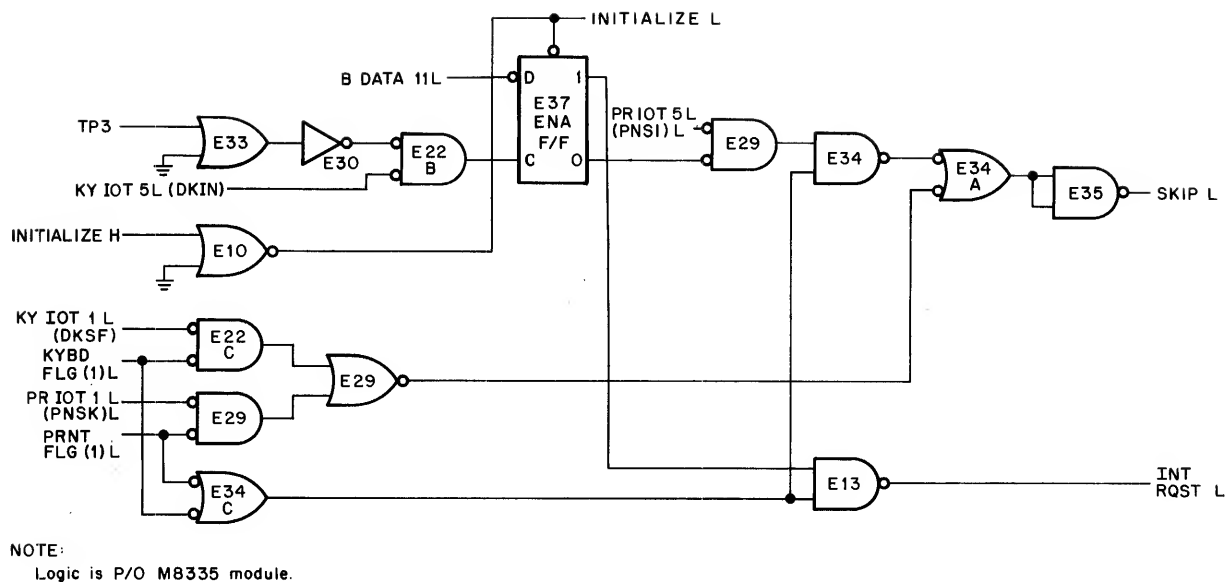 INITIALIZE L
B DATA 11L
D 1
E37
ENA
F/F
C 0
TP3
E33
E30
E22
B
KY IOT 5L (DKIN)
PR IOT 5L
(PNSI) L
E29
E34
E34
A
E35
SKIP L
INITIALIZE H
E10
KY IOT 1 L
(DKSF)
KYBD
FLG (1) L
E22
C
E29
PR IOT 1 L
(PNSK) L
E29
PRNT
FLG (1) L
E34
C
E13
INT
RQST L
NOTE:
Logic is P/O M8335 module.